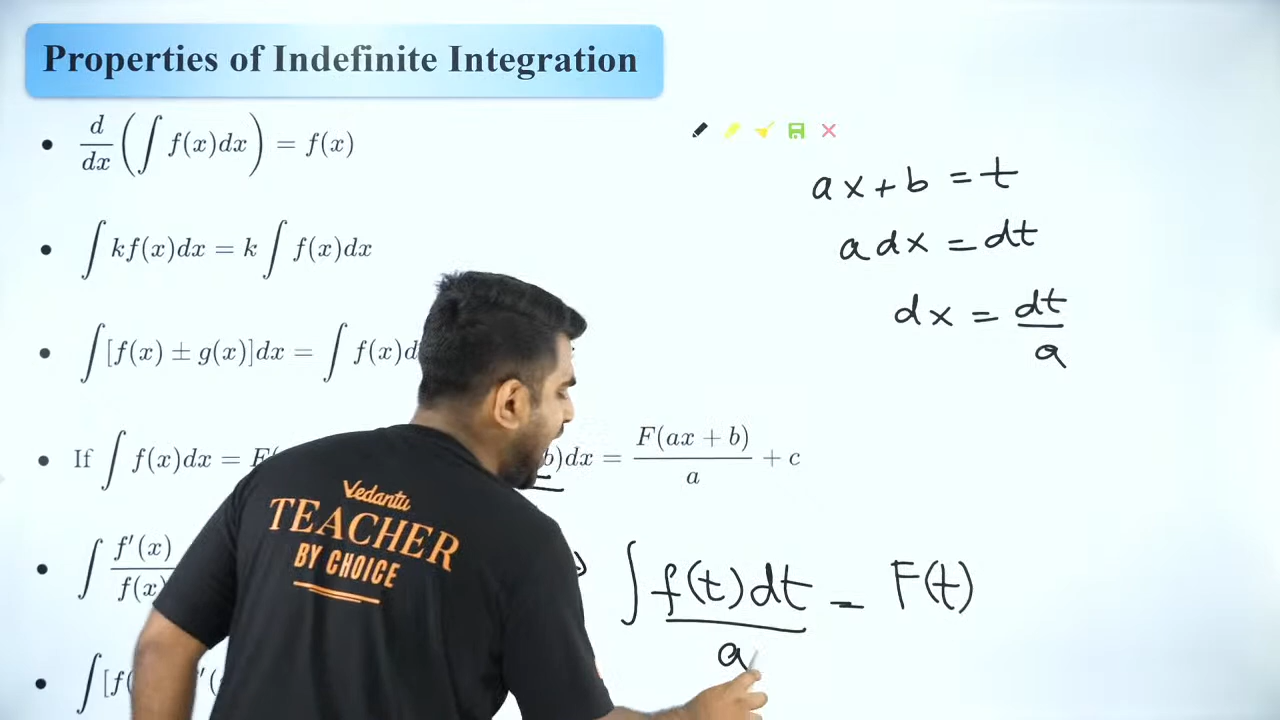 Properties of Indefinite Integration
• d/dx (∫ f(x)dx) = f(x)
• ∫ kf(x)dx = k ∫ f(x)dx
• ∫ [f(x) ± g(x)]dx = ∫ f(x)d
• If ∫ f(x)dx = F( b)dx = F(ax + b)/a + c
• ∫ f′(x)/f(x)
• ∫ [f( ′(
ax + b = t
a dx = dt
dx = dt/a
∫ f(t)dt/a = F(t)
Vedantu
TEACHER
BY CHOICE